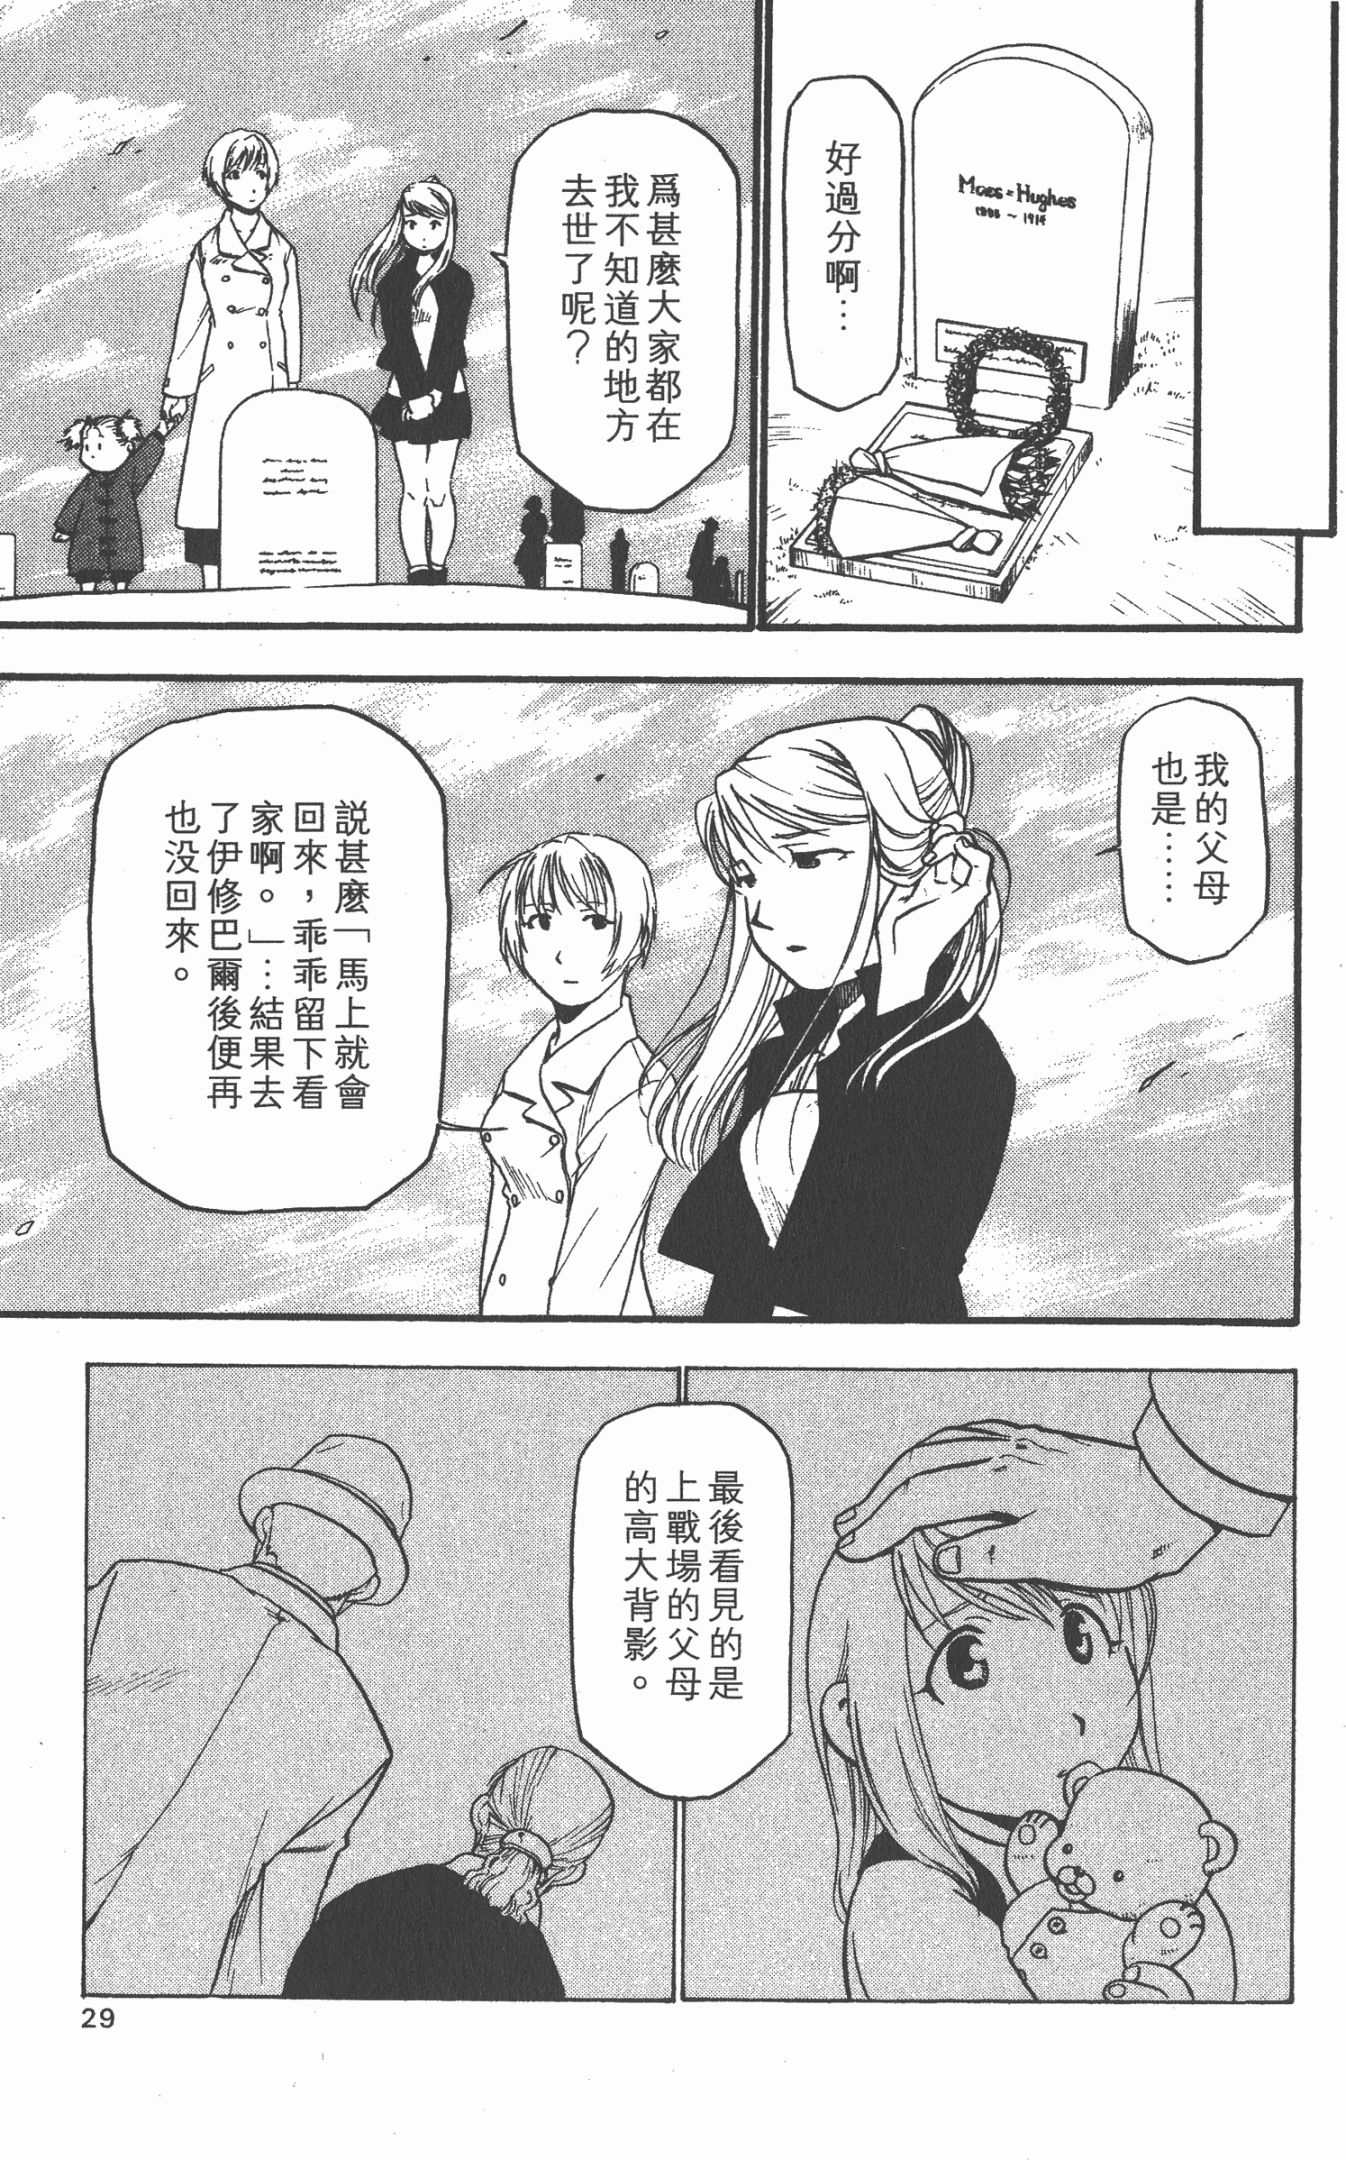 好過分啊…
Maes=Hughes
為甚麼大家都在
我不知道的地方
去世了呢？
我的父母
也是……
説甚麼「馬上就會
回來，乖乖留下看
家啊。」…結果去
了伊修巴爾後便再
也没回來。
最後看見的是
上戰場的父母
的高大背影。
29